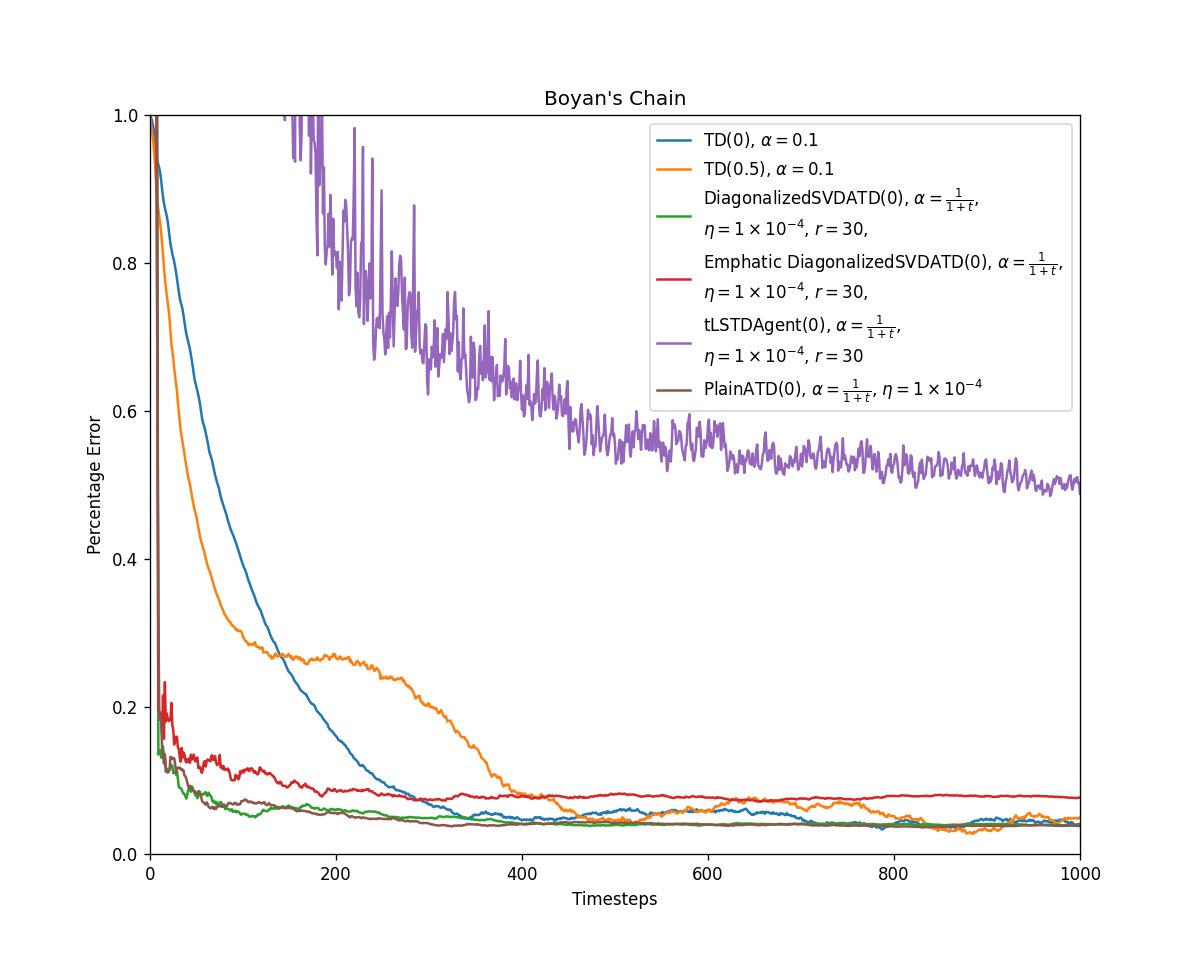 Boyan's Chain
1.0
0.8
0.6
0.4
0.2
0.0
Percentage Error
TD(0), α = 0.1
TD(0.5), α = 0.1
DiagonalizedSVDATD(0), α = 1/(1+t),
η = 1 × 10⁻⁴, r = 30,
Emphatic DiagonalizedSVDATD(0), α = 1/(1+t),
η = 1 × 10⁻⁴, r = 30,
tLSTDAgent(0), α = 1/(1+t),
η = 1 × 10⁻⁴, r = 30
PlainATD(0), α = 1/(1+t), η = 1 × 10⁻⁴
0 200 400 600 800 1000
Timesteps